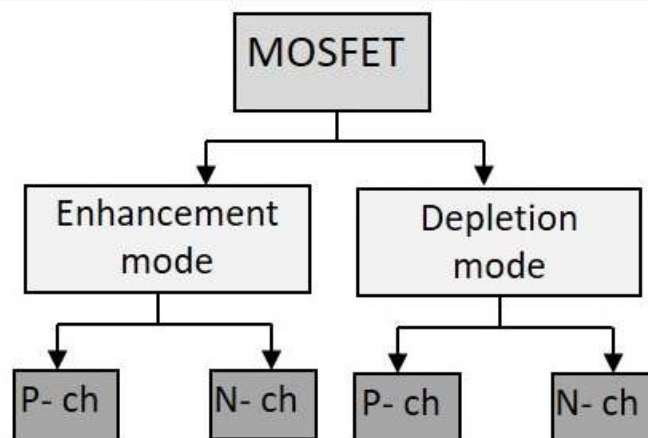 MOSFET
Enhancement
mode
Depletion
mode
P- ch
N- ch
P- ch
N- ch